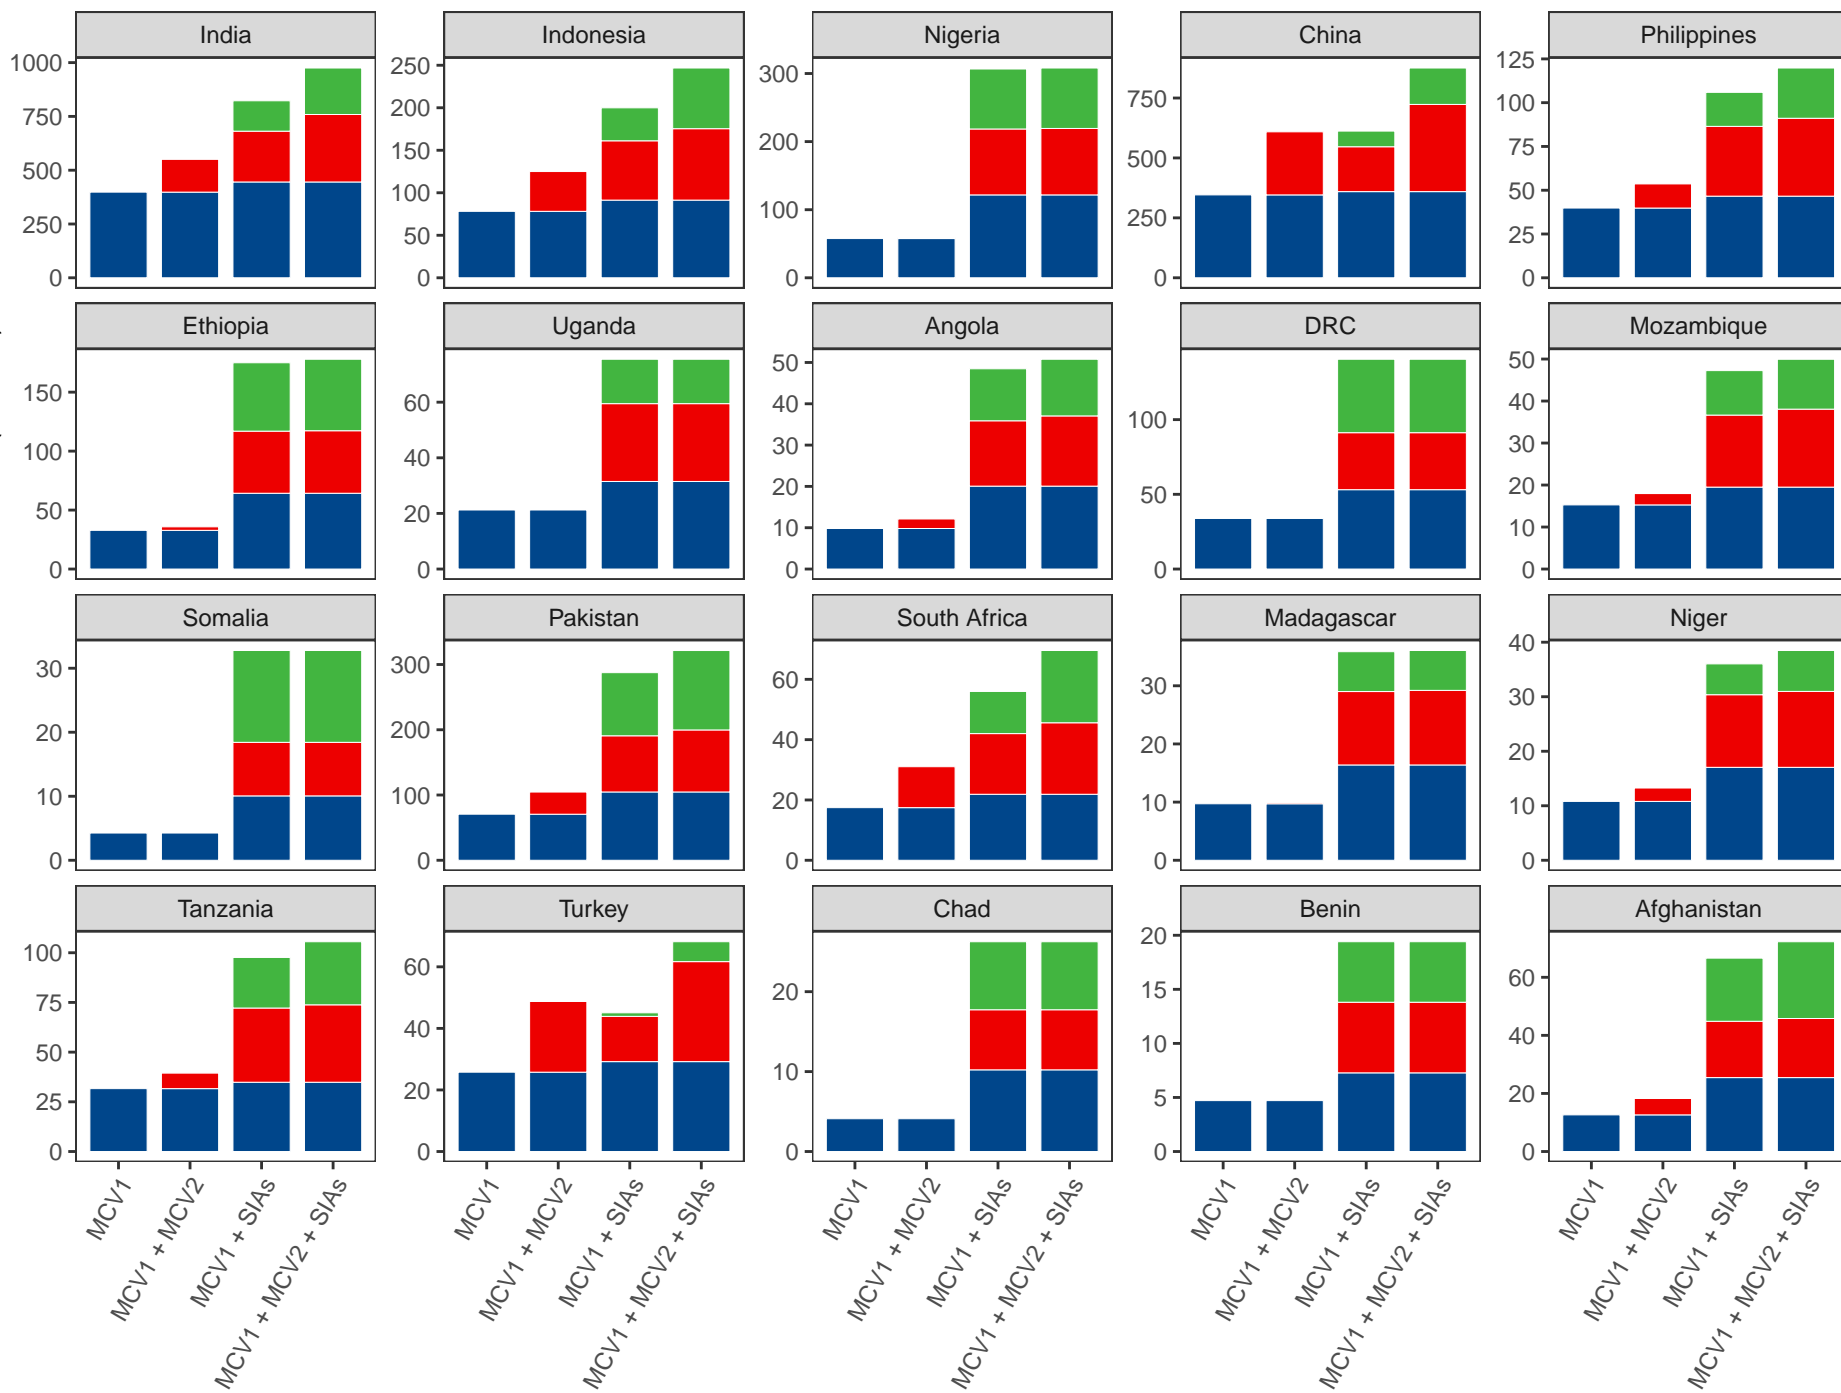 India Indonesia Nigeria China Philippines
1000 250 300 750 125
750 200 200 500 100
500 150 100 250 75
250 100 0 0 50
0 50 25
0 0
Ethiopia Uganda Angola DRC Mozambique
150 60 50 100 50
100 40 40 50 40
50 20 30 0 30
0 0 20 20
10 10
0 0
Somalia Pakistan South Africa Madagascar Niger
30 300 60 30 40
20 200 40 20 30
10 100 20 10 20
0 0 0 0 10
0
Tanzania Turkey Chad Benin Afghanistan
100 60 20 20 60
75 40 10 15 40
50 20 0 10 20
25 0 5 0
0 0
MCV1 MCV1 + MCV2 MCV1 + SIAs MCV1 + MCV2 + SIAs
MCV1 MCV1 + MCV2 MCV1 + SIAs MCV1 + MCV2 + SIAs
MCV1 MCV1 + MCV2 MCV1 + SIAs MCV1 + MCV2 + SIAs
MCV1 MCV1 + MCV2 MCV1 + SIAs MCV1 + MCV2 + SIAs
MCV1 MCV1 + MCV2 MCV1 + SIAs MCV1 + MCV2 + SIAs